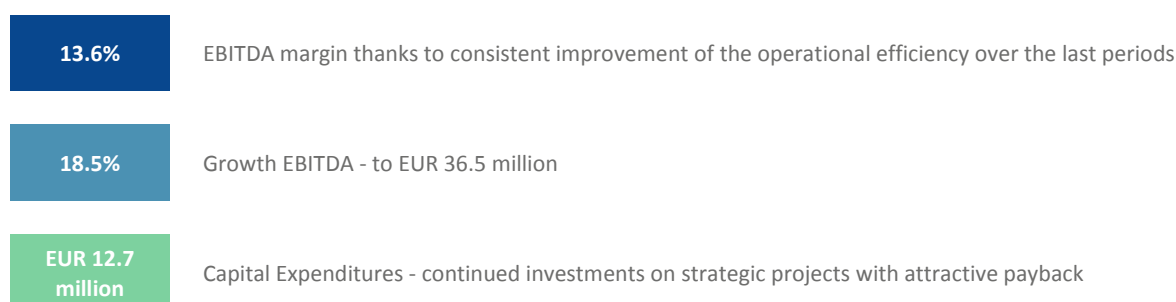 13.6%
EBITDA margin thanks to consistent improvement of the operational efficiency over the last periods
18.5%
Growth EBITDA - to EUR 36.5 million
EUR 12.7
million
Capital Expenditures - continued investments on strategic projects with attractive payback